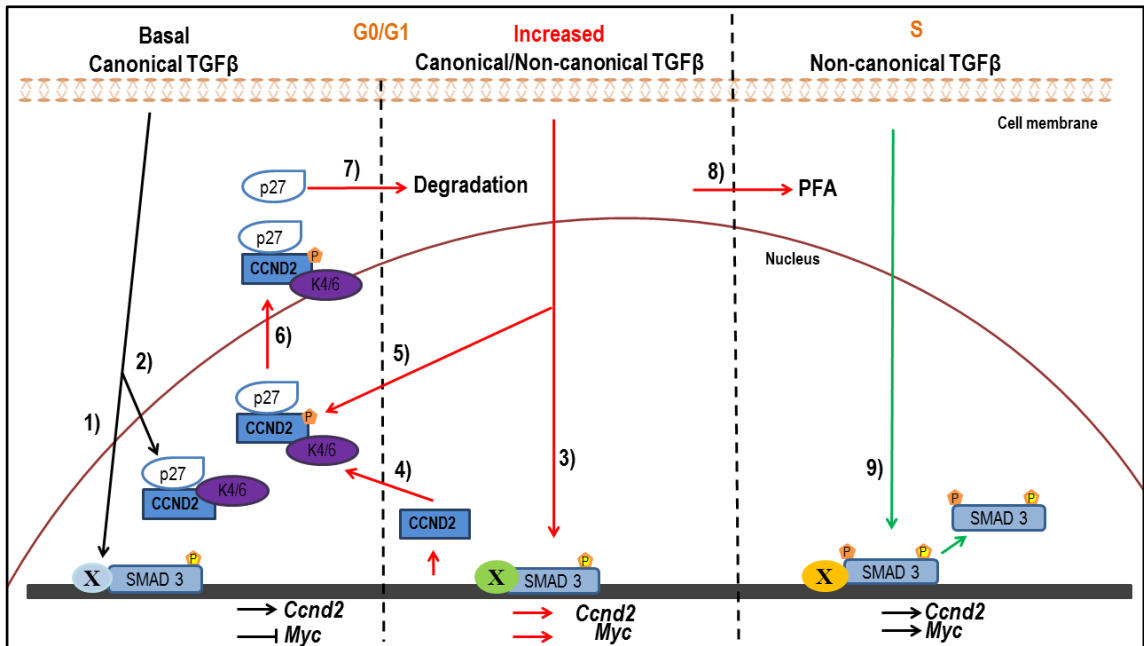 Basal
Canonical TGFβ
G0/G1
Increased
Canonical/Non-canonical TGFβ
S
Non-canonical TGFβ
Cell membrane
p27
7)
Degradation
8)
PFA
p27
CCND2
P
K4/6
Nucleus
6)
5)
2)
p27
CCND2
P
K4/6
1)
4)
3)
9)
p27
CCND2
K4/6
CCND2
P
P
SMAD 3
X
SMAD 3
P
X
SMAD 3
P
X
SMAD 3
P
P
Ccnd2
Myc
Ccnd2
Myc
Ccnd2
Myc